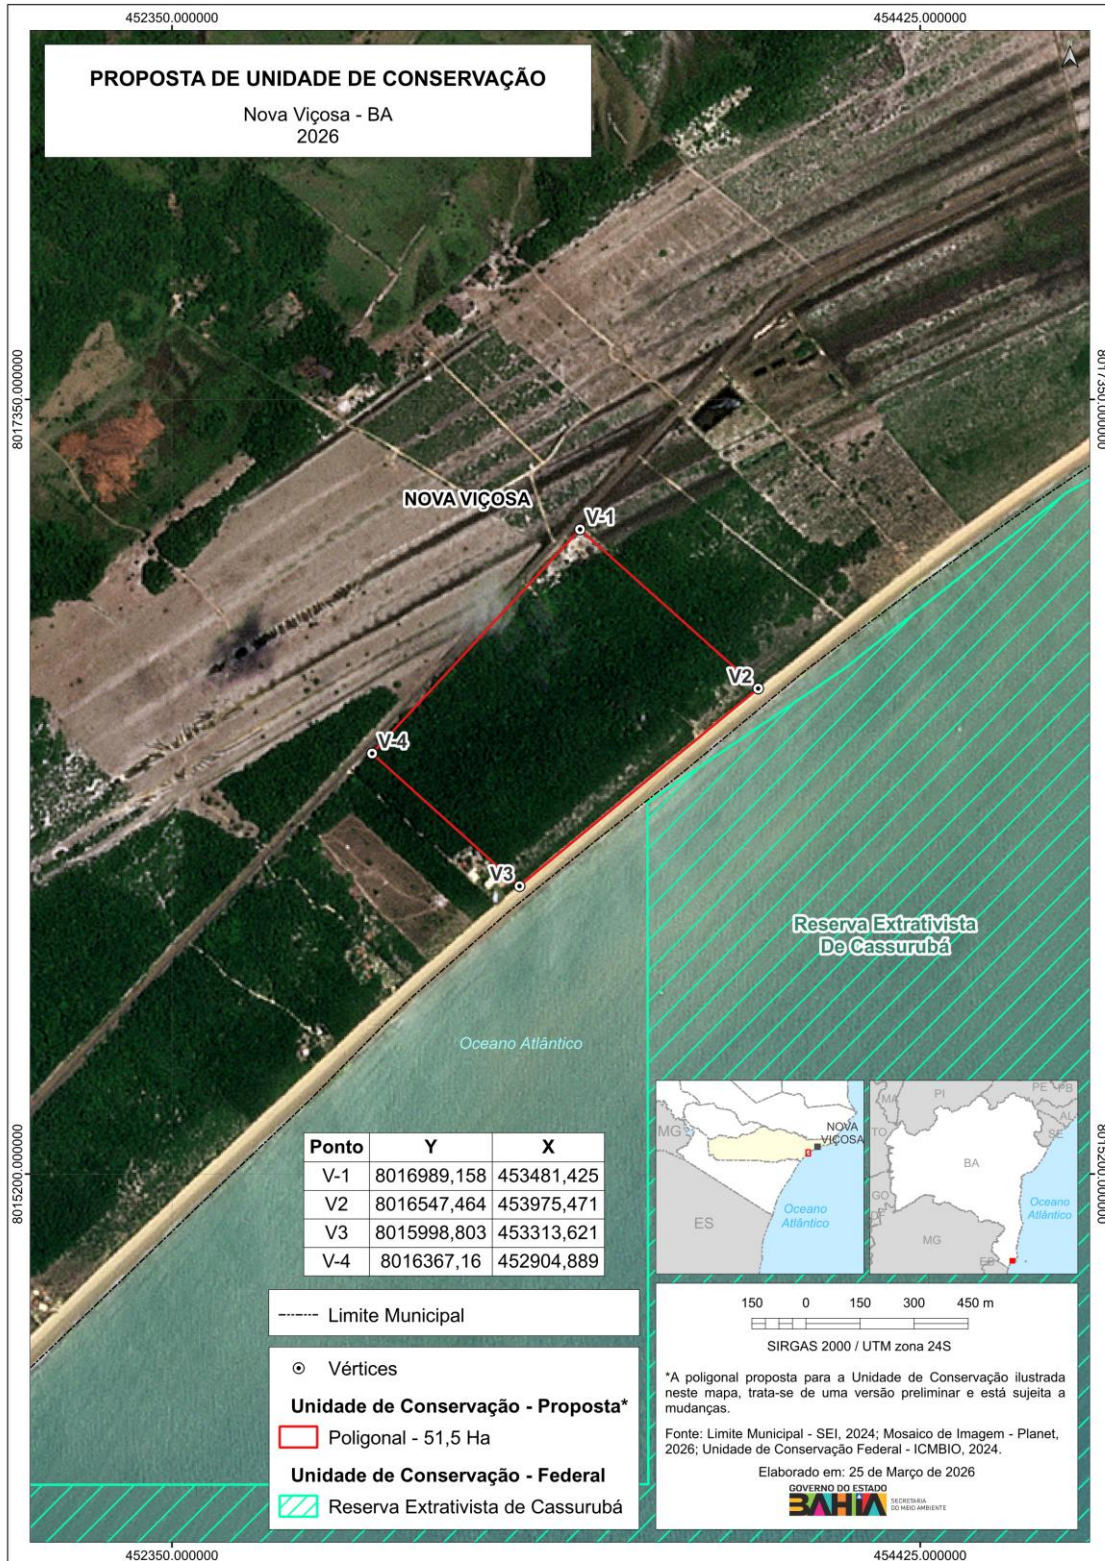 452350.000000
454425.000000
PROPOSTA DE UNIDADE DE CONSERVAÇÃO
Nova Viçosa - BA
2026
8017350.000000
8017350.000000
NOVA VIÇOSA
V-1
V2
V-4
V3
Reserva Extrativista
De Cassurubá
Oceano Atlântico
8015200.000000
8015200.000000
Ponto Y X
V-1 8016989,158 453481,425
V2 8016547,464 453975,471
V3 8015998,803 453313,621
V-4 8016367,16 452904,889
MG
NOVA
VIÇOSA
ES
Oceano
Atlântico
MA
PI
PE
PB
AL
SE
TO
BA
GO
DF
MG
ES
Oceano
Atlântico
Limite Municipal
Vértices
Unidade de Conservação - Proposta*
Poligonal - 51,5 Ha
Unidade de Conservação - Federal
Reserva Extrativista de Cassurubá
150 0 150 300 450 m
SIRGAS 2000 / UTM zona 24S
*A poligonal proposta para a Unidade de Conservação ilustrada
neste mapa, trata-se de uma versão preliminar e está sujeita a
mudanças.
Fonte: Limite Municipal - SEI, 2024; Mosaico de Imagem - Planet,
2026; Unidade de Conservação Federal - ICMBIO, 2024.
Elaborado em: 25 de Março de 2026
GOVERNO DO ESTADO
BAHIA
SECRETARIA
DO MEIO AMBIENTE
452350.000000
454425.000000